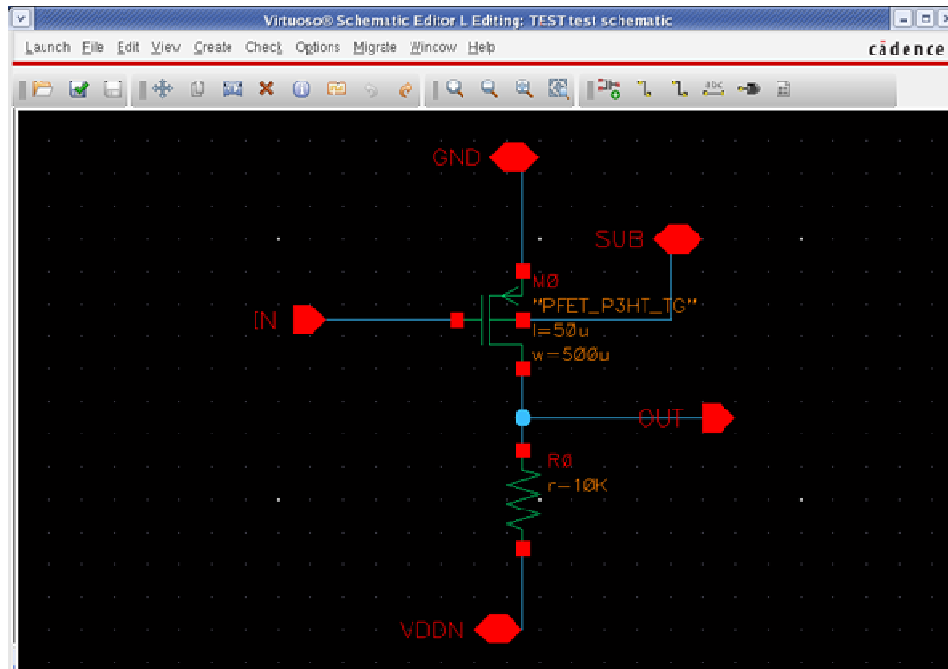 Virtuoso® Schematic Editor L Editing: TEST test schematic
Launch File Edit View Create Check Options Migrate Wincow Help
cādence
GND
SUB
M0
"PFET_P3HT_TG"
IN
l=50u
w=500u
OUT
R0
r=10K
VDDN